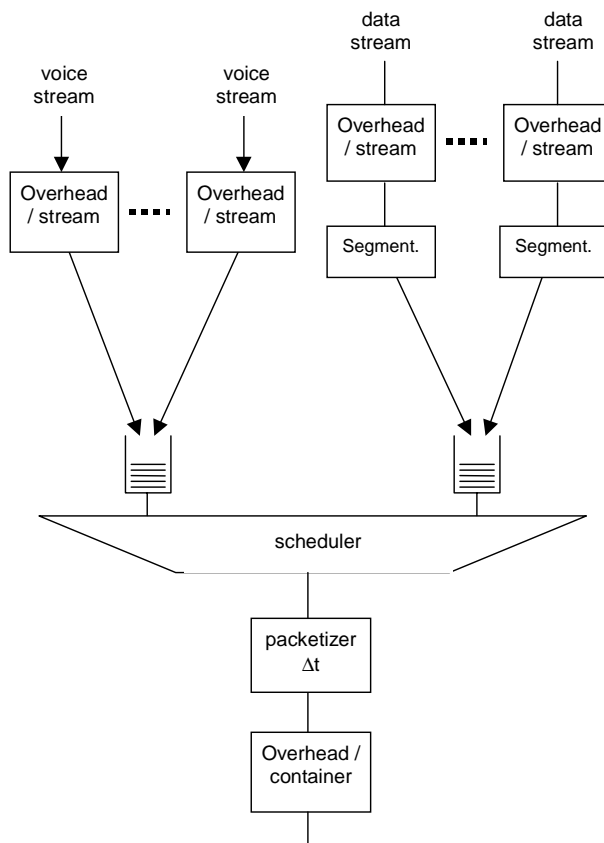 voice
stream
voice
stream
data
stream
data
stream
Overhead
/ stream
Overhead
/ stream
Overhead
/ stream
Overhead
/ stream
Segment.
Segment.
scheduler
packetizer
Δt
Overhead /
container